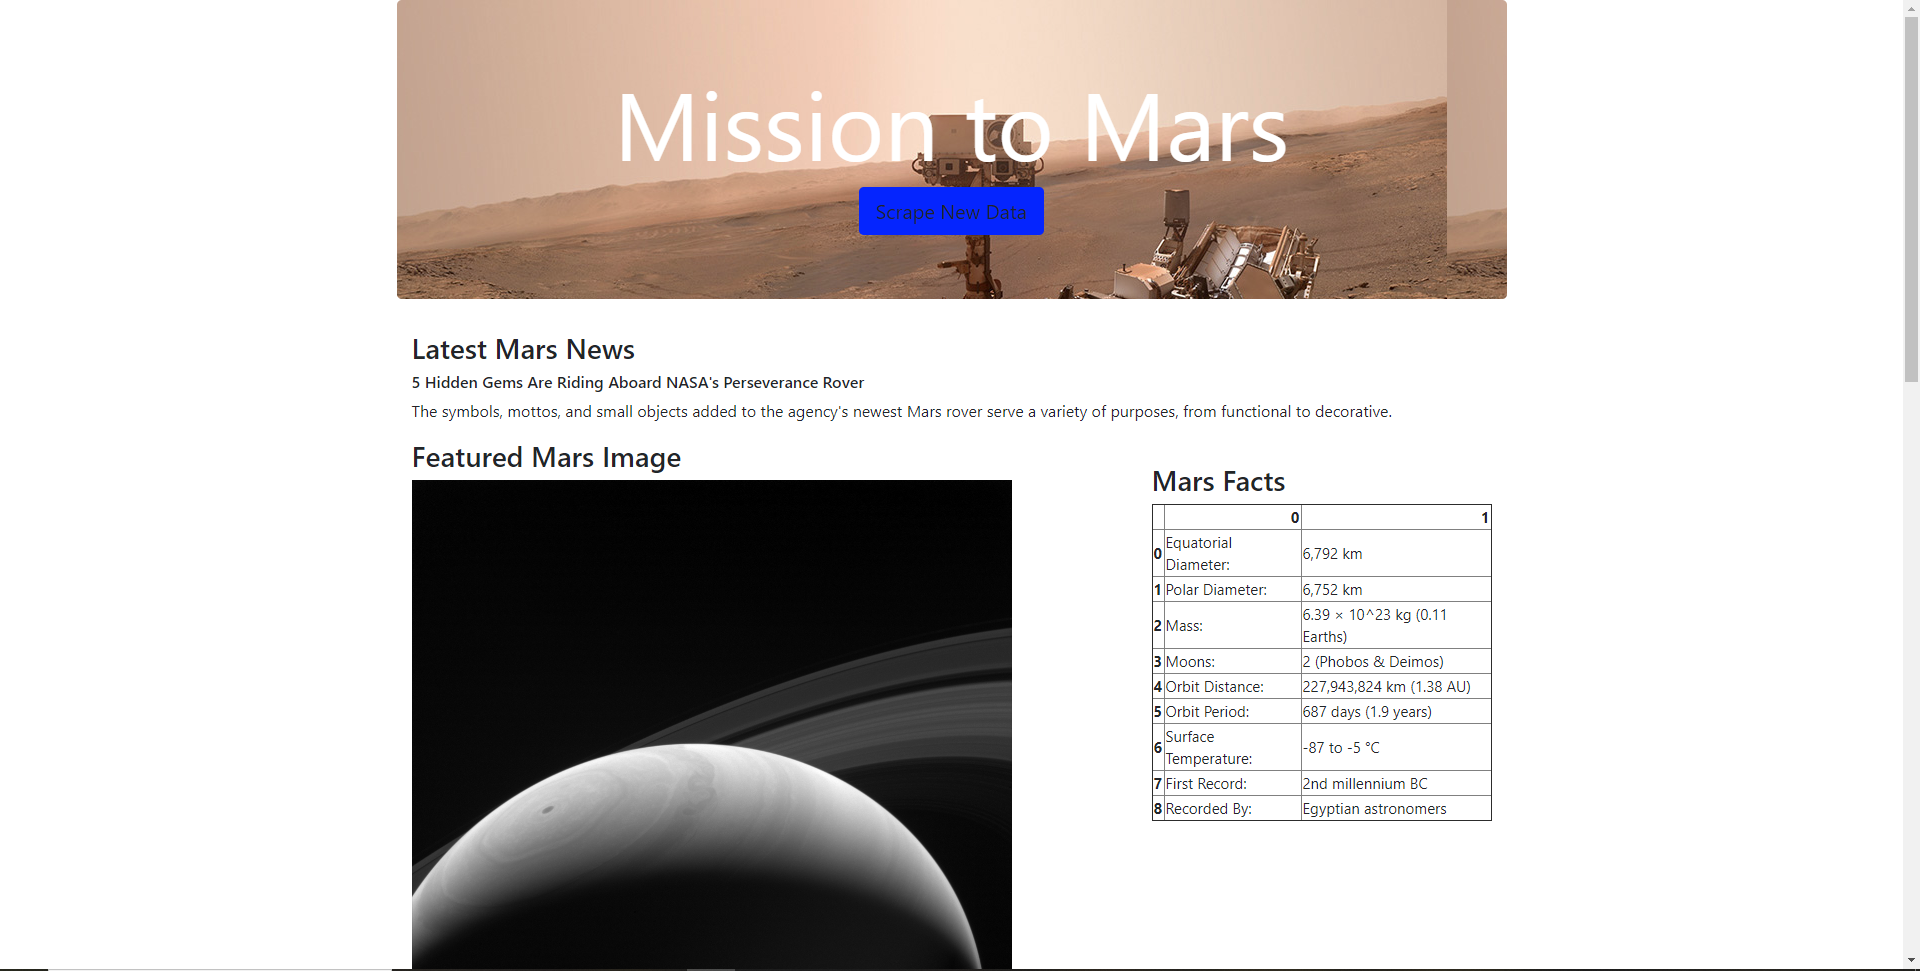 Mission to Mars
Scrape New Data
Latest Mars News
5 Hidden Gems Are Riding Aboard NASA's Perseverance Rover
The symbols, mottos, and small objects added to the agency's newest Mars rover serve a variety of purposes, from functional to decorative.
Featured Mars Image
Mars Facts
0 1
0 Equatorial Diameter: 6,792 km
1 Polar Diameter: 6,752 km
2 Mass: 6.39 × 10^23 kg (0.11 Earths)
3 Moons: 2 (Phobos & Deimos)
4 Orbit Distance: 227,943,824 km (1.38 AU)
5 Orbit Period: 687 days (1.9 years)
6 Surface Temperature: -87 to -5 °C
7 First Record: 2nd millennium BC
8 Recorded By: Egyptian astronomers